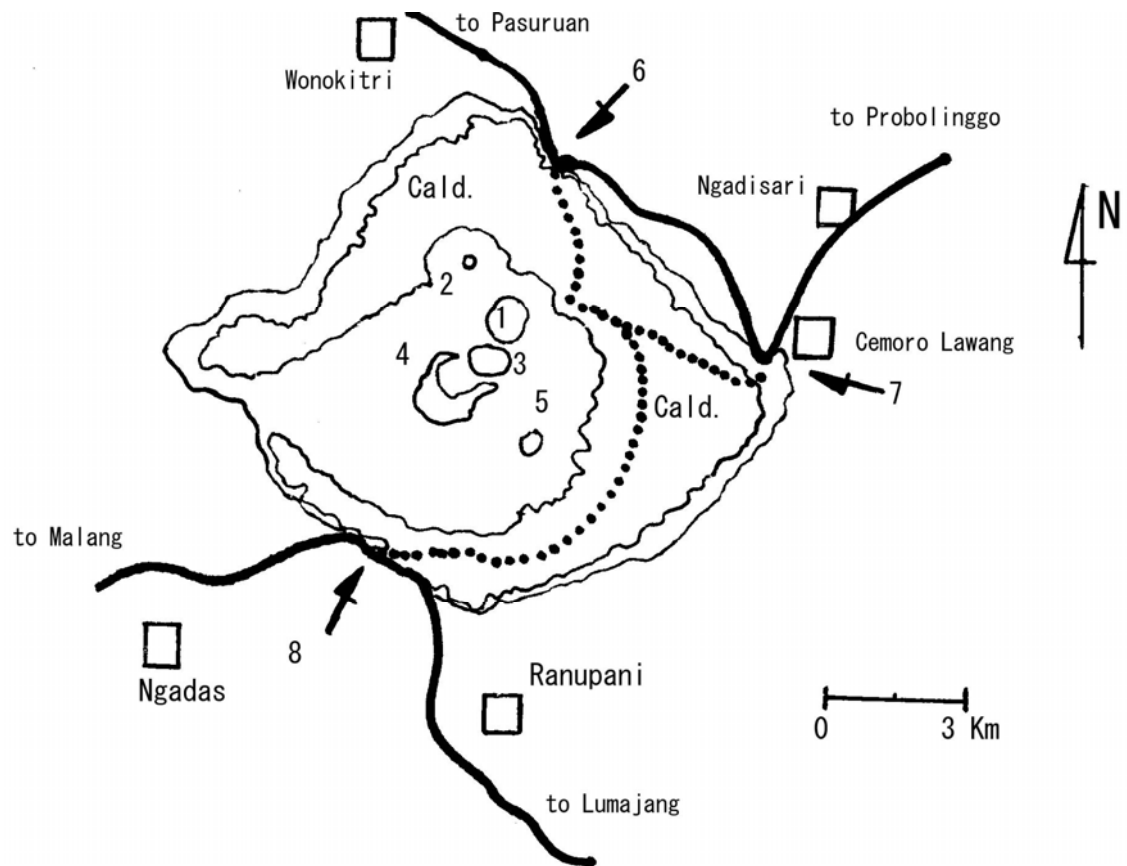 to Pasuruan
Wonokitri
6
to Probolinggo
Cald.
Ngadisari
N
2
1
Cemoro Lawang
4
3
7
5
Cald.
to Malang
8
Ranupani
Ngadas
0 3 Km
to Lumajang